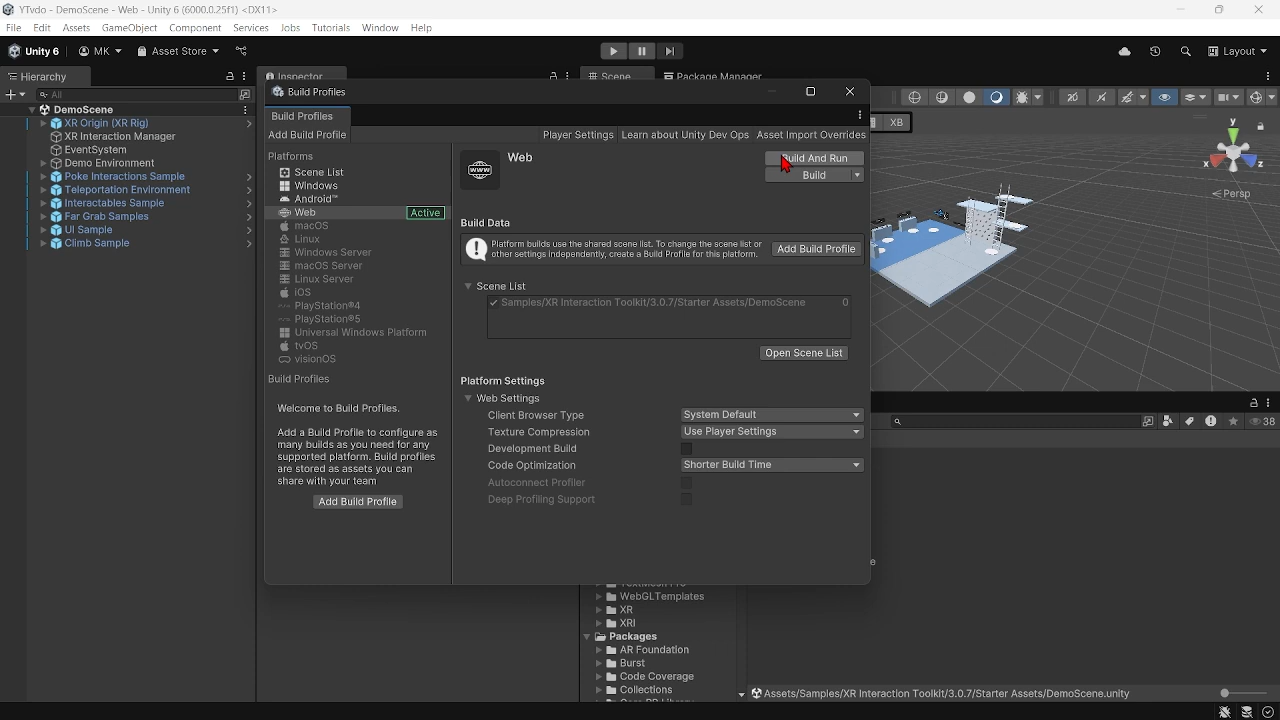 YTvdo - DemoScene - Web - Unity 6 (6000.0.25f1) <DX11>
File Edit Assets GameObject Component Services Jobs Tutorials Window Help
Unity 6 MK Asset Store Layout
Hierarchy Inspector Scene Package Manager
All
DemoScene
XR Origin (XR Rig)
XR Interaction Manager
EventSystem
Demo Environment
Poke Interactions Sample
Teleportation Environment
Interactables Sample
Far Grab Samples
UI Sample
Climb Sample
Build Profiles
Build Profiles
Add Build Profile Player Settings Learn about Unity Dev Ops Asset Import Overrides
Platforms
Scene List
Windows
Android™
Web Active
macOS
Linux
Windows Server
macOS Server
Linux Server
iOS
PlayStation®4
PlayStation®5
Universal Windows Platform
tvOS
visionOS
Build Profiles
Welcome to Build Profiles.
Add a Build Profile to configure as
many builds as you need for any
supported platform. Build profiles
are stored as assets you can
share with your team
Add Build Profile
www
Web
Build And Run
Build
Build Data
Platform builds use the shared scene list. To change the scene list or
other settings independently, create a Build Profile for this platform.
Add Build Profile
Scene List
Samples/XR Interaction Toolkit/3.0.7/Starter Assets/DemoScene 0
Open Scene List
Platform Settings
Web Settings
Client Browser Type System Default
Texture Compression Use Player Settings
Development Build
Code Optimization Shorter Build Time
Autoconnect Profiler
Deep Profiling Support
XB
y
x z
Persp
38
WebGLTemplates
XR
XRI
Packages
AR Foundation
Burst
Code Coverage
Collections
Assets/Samples/XR Interaction Toolkit/3.0.7/Starter Assets/DemoScene.unity